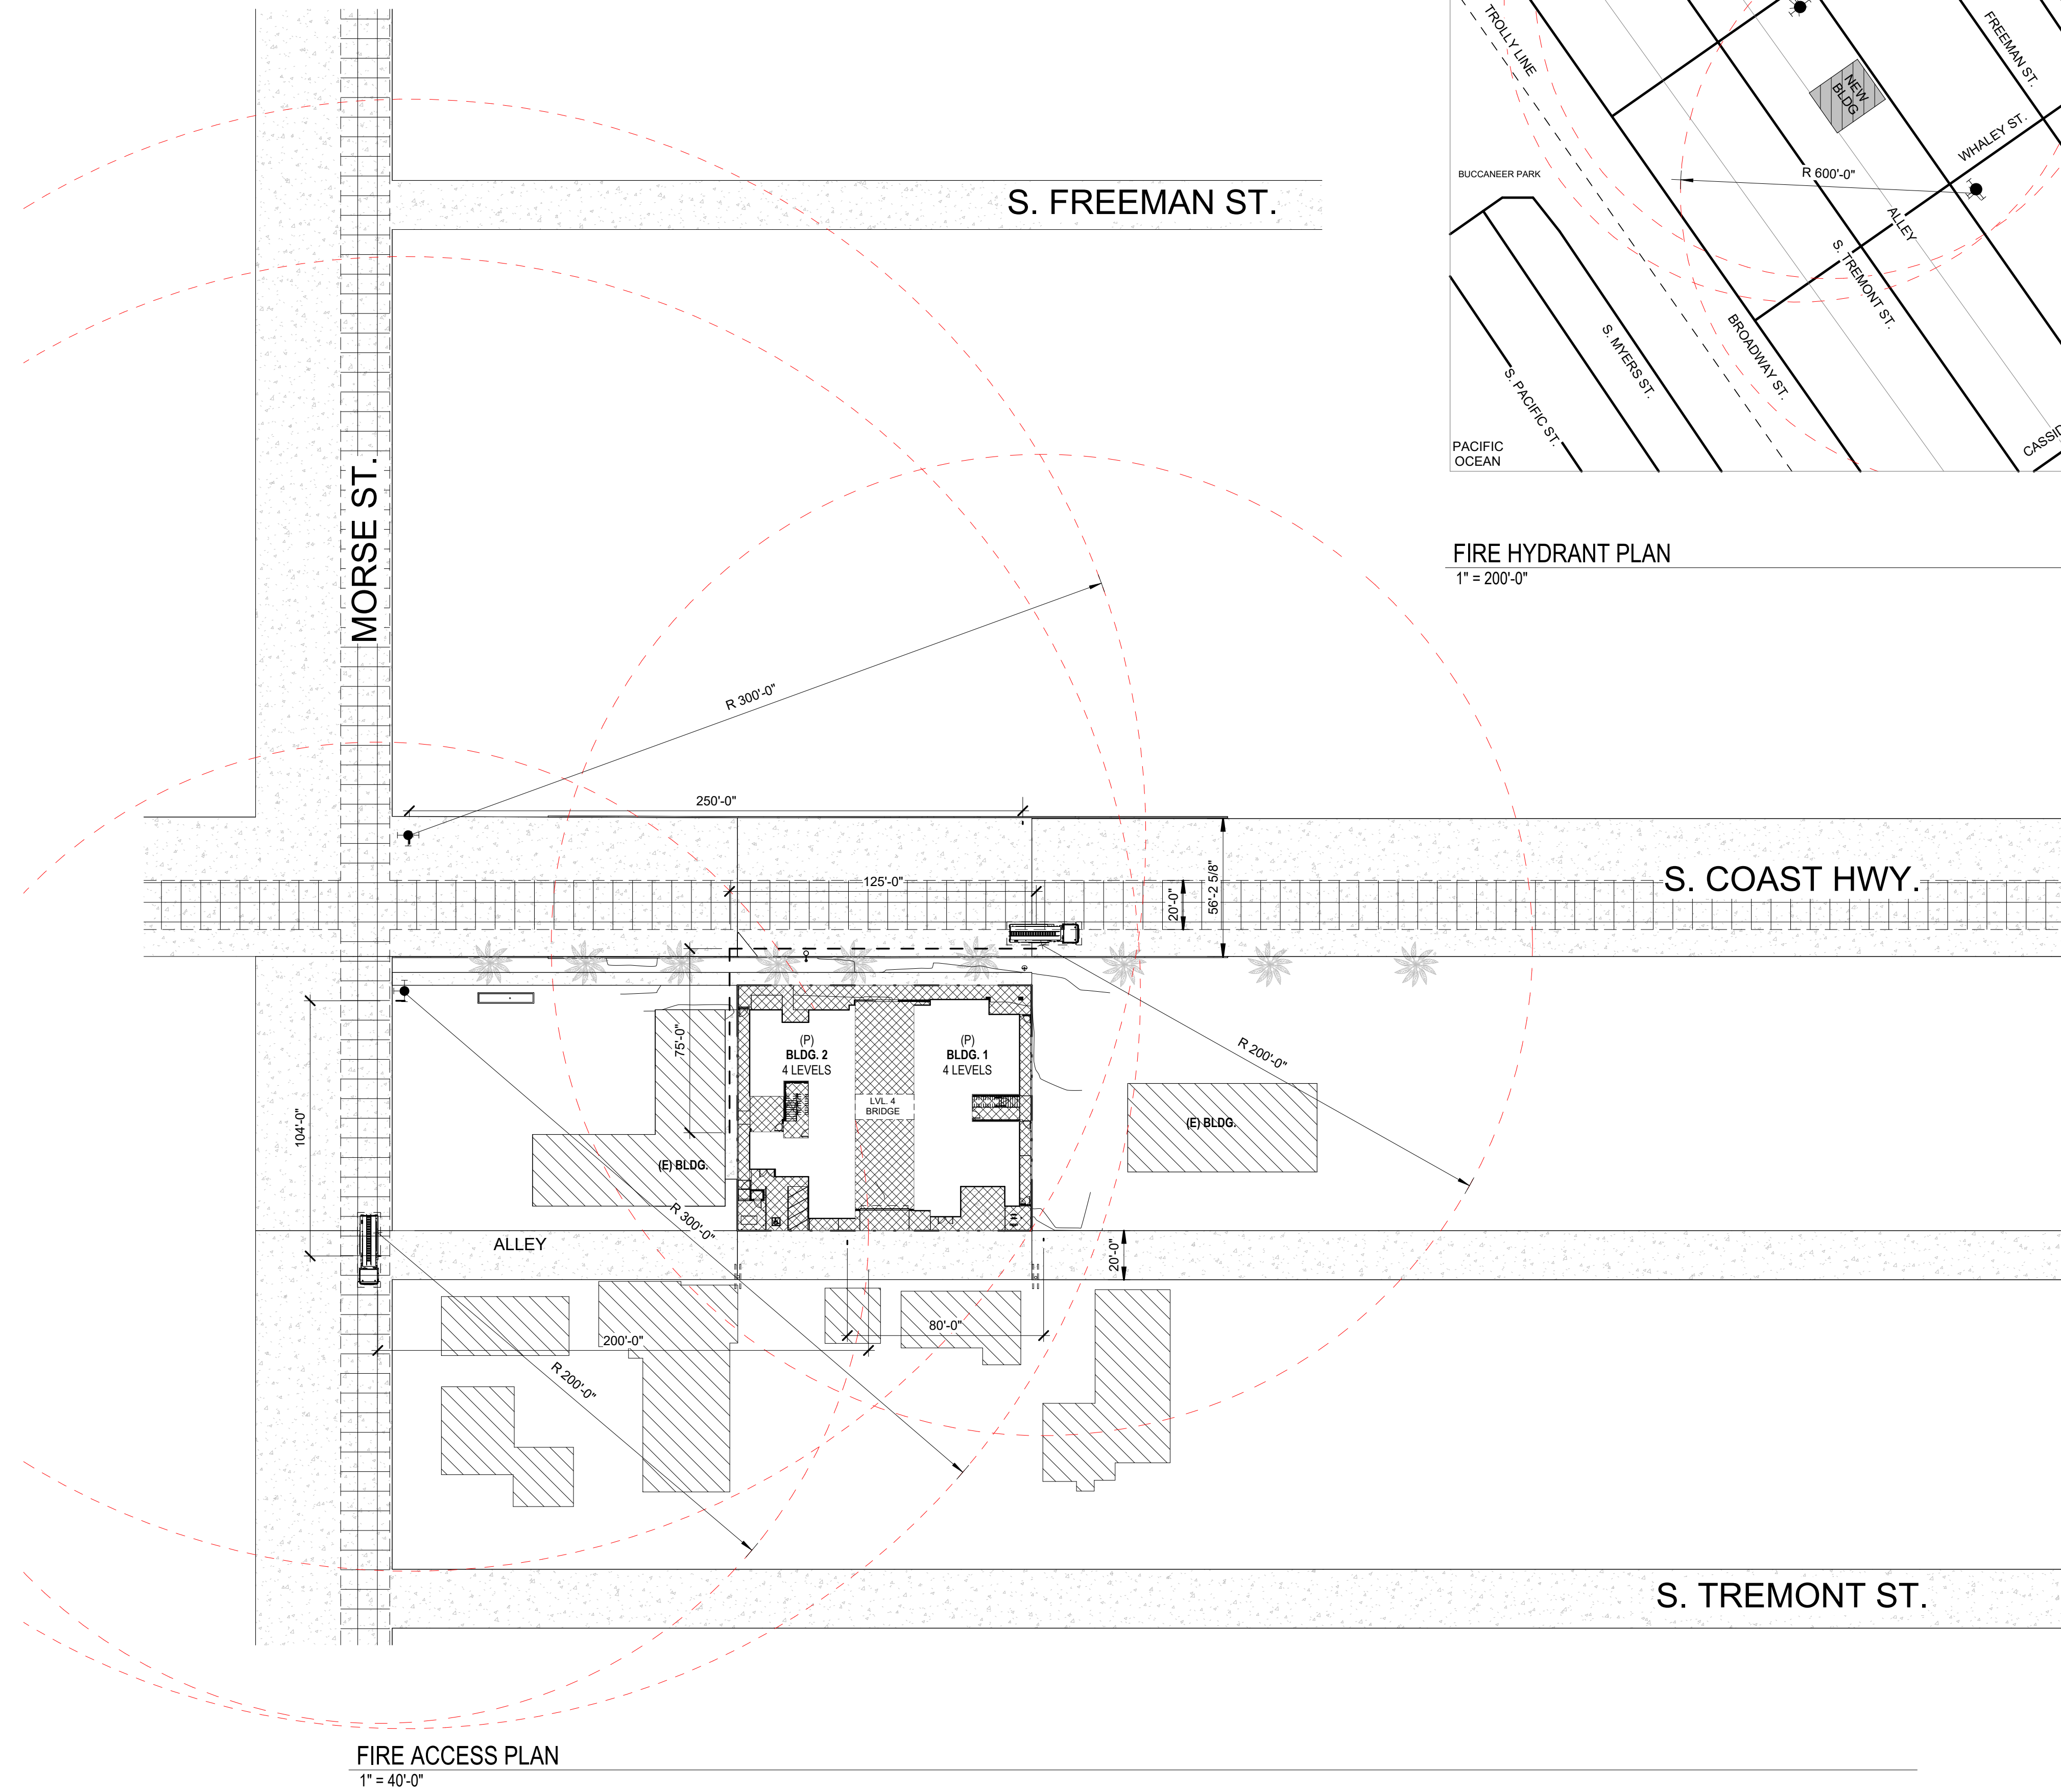 TROLLY LINE
FREEMAN ST.
NEW
BLDG
WHALEY ST.
BUCCANEER PARK
R 600'-0"
ALLEY
S. TREMONT ST.
BROADWAY ST.
S. MYERS ST.
S. PACIFIC ST.
PACIFIC
OCEAN
FIRE HYDRANT PLAN
1" = 200'-0"
S. FREEMAN ST.
MORSE ST.
R 300'-0"
250'-0"
125'-0"
20'-0"
56'-2 5/8"
S. COAST HWY.
75'-0"
(P)
BLDG. 2
4 LEVELS
(P)
BLDG. 1
4 LEVELS
LVL. 4
BRIDGE
R 200'-0"
(E) BLDG.
(E) BLDG.
104'-0"
R 300'-0"
ALLEY
20'-0"
80'-0"
200'-0"
R 200'-0"
S. TREMONT ST.
FIRE ACCESS PLAN
1" = 40'-0"